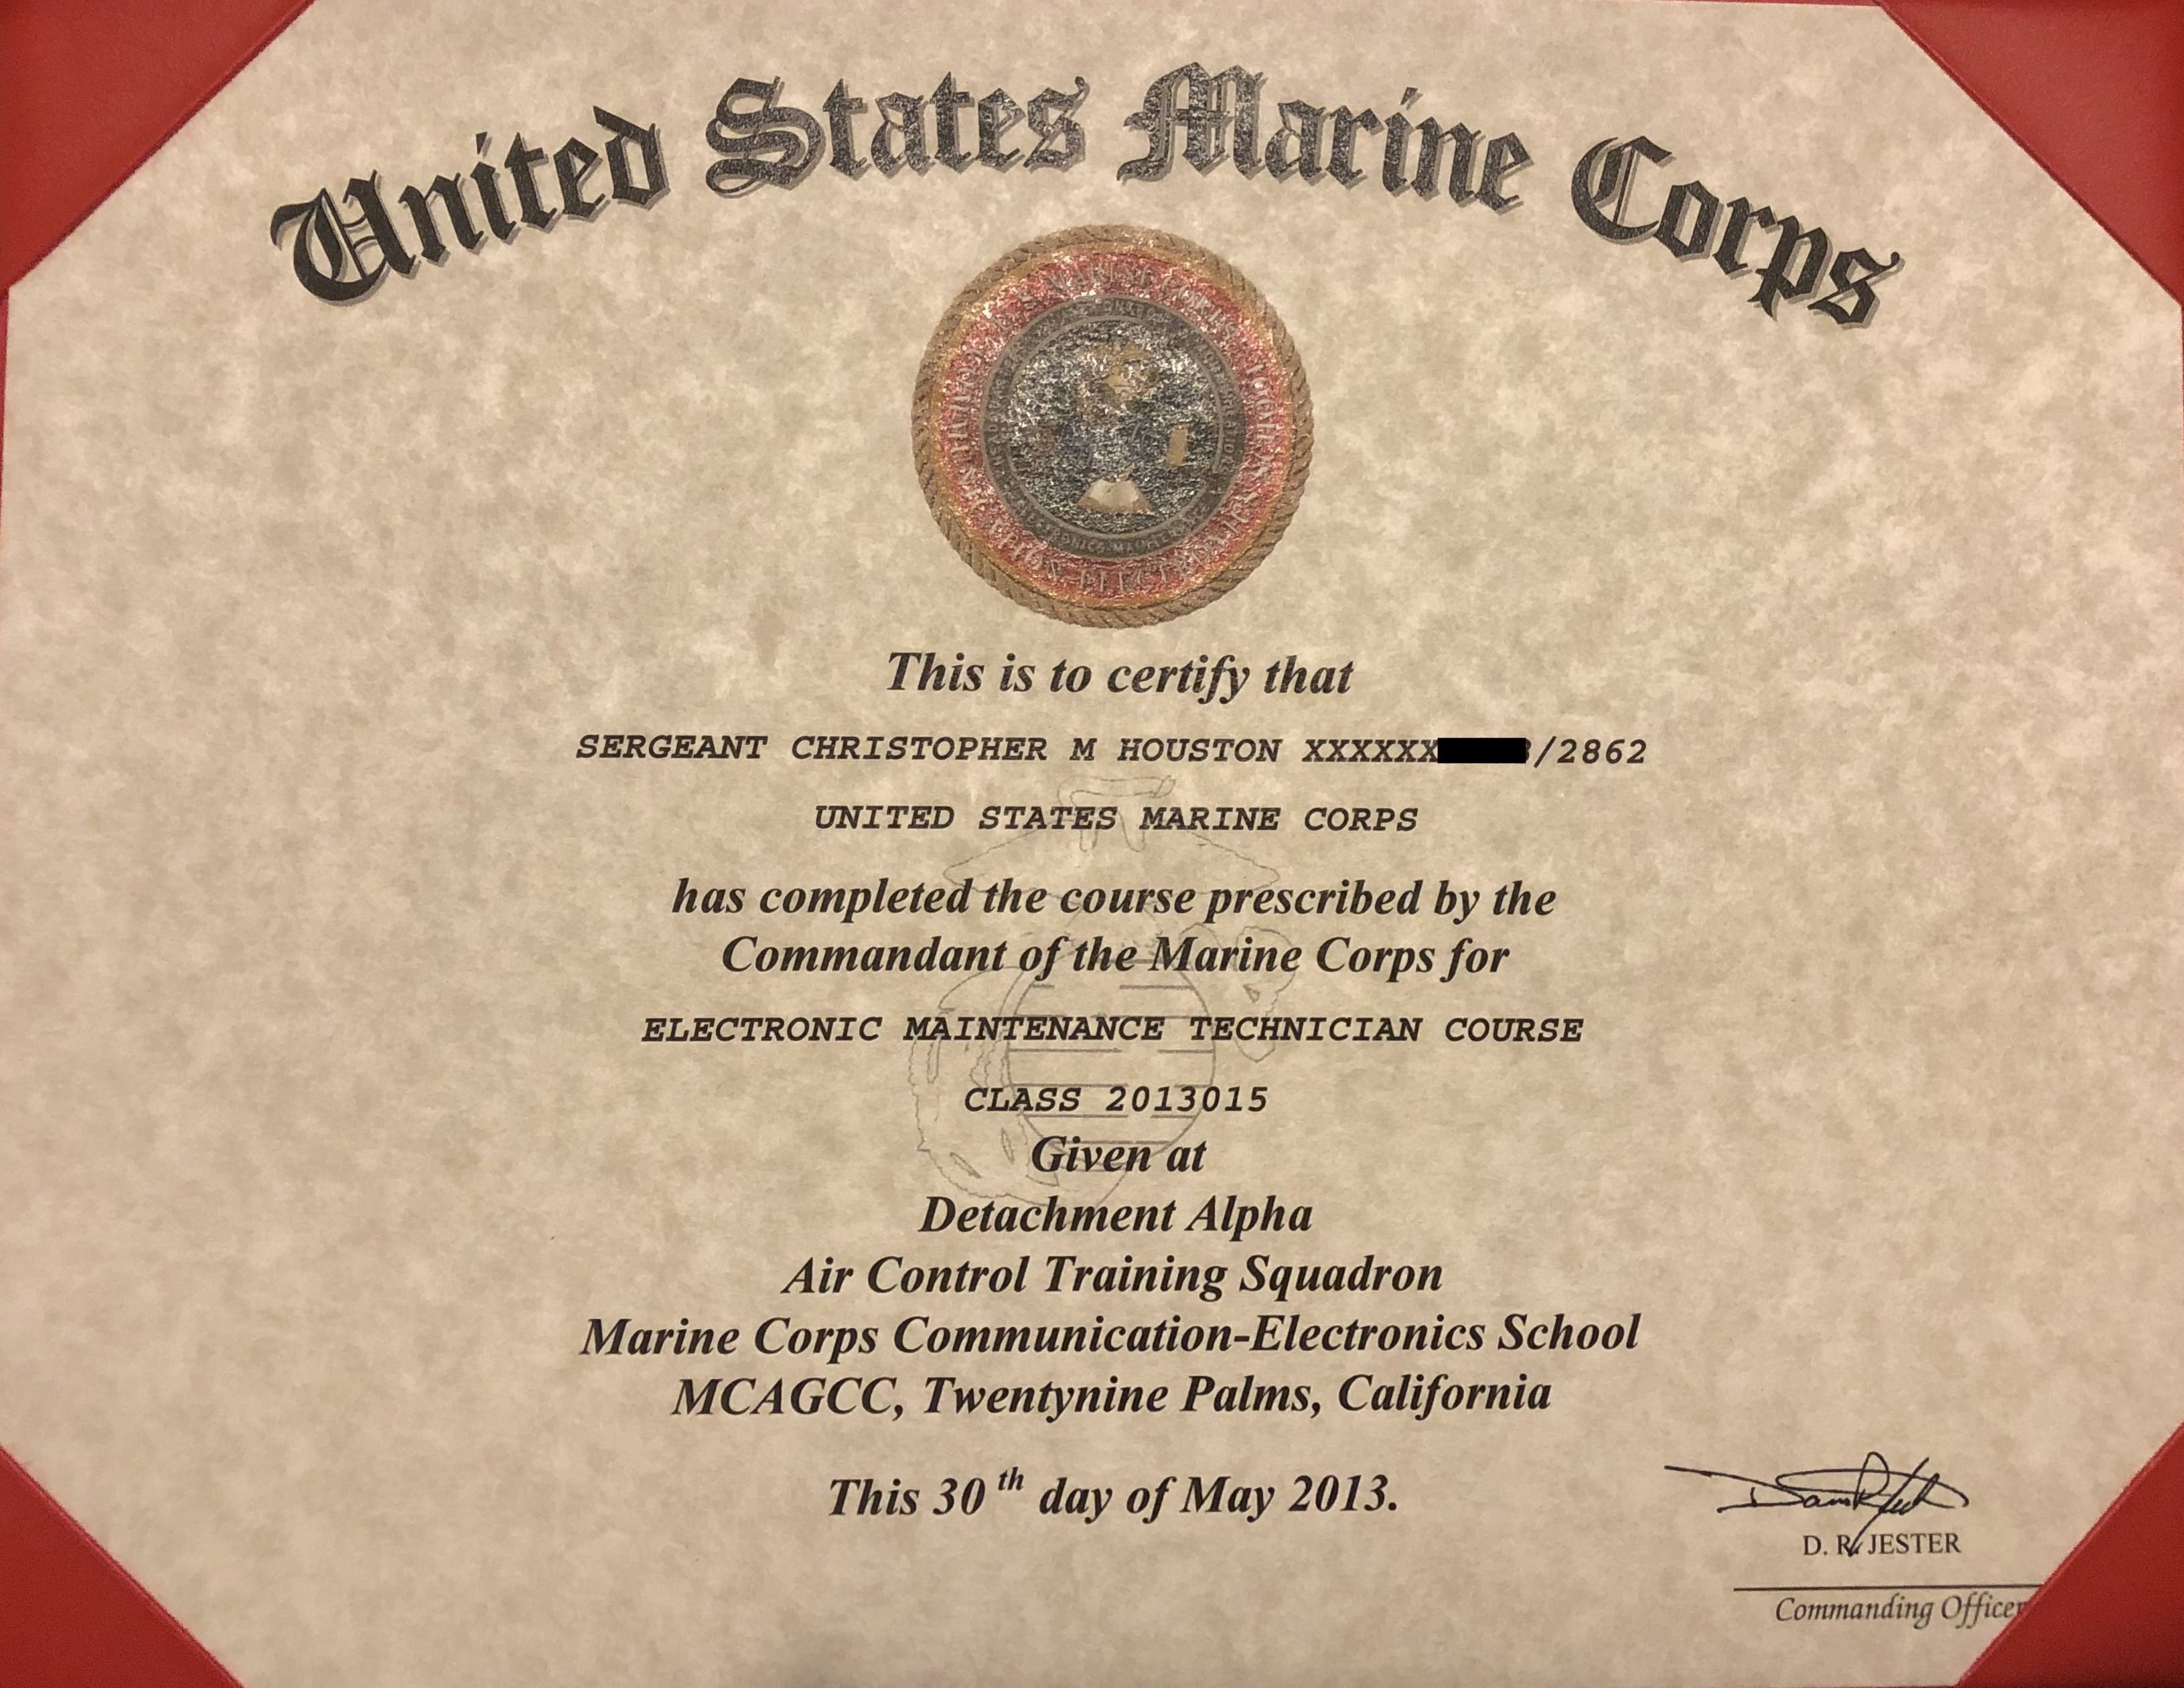 United States Marine Corps
This is to certify that
SERGEANT CHRISTOPHER M HOUSTON XXXXXX /2862
UNITED STATES MARINE CORPS
has completed the course prescribed by the
Commandant of the Marine Corps for
ELECTRONIC MAINTENANCE TECHNICIAN COURSE
CLASS 2013015
Given at
Detachment Alpha
Air Control Training Squadron
Marine Corps Communication-Electronics School
MCAGCC, Twentynine Palms, California
This 30 th day of May 2013.
D. R. JESTER
Commanding Officer